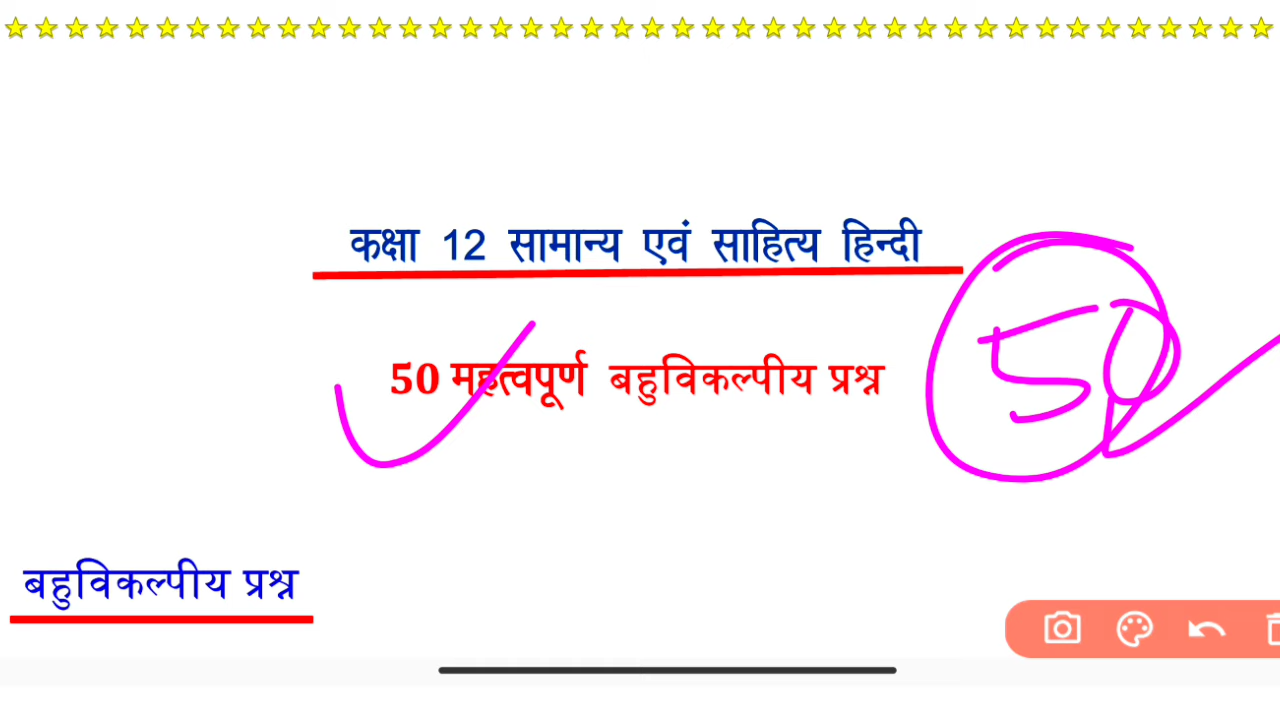 कक्षा 12 सामान्य एवं साहित्य हिन्दी
50 महत्वपूर्ण बहुविकल्पीय प्रश्न
50
बहुविकल्पीय प्रश्न